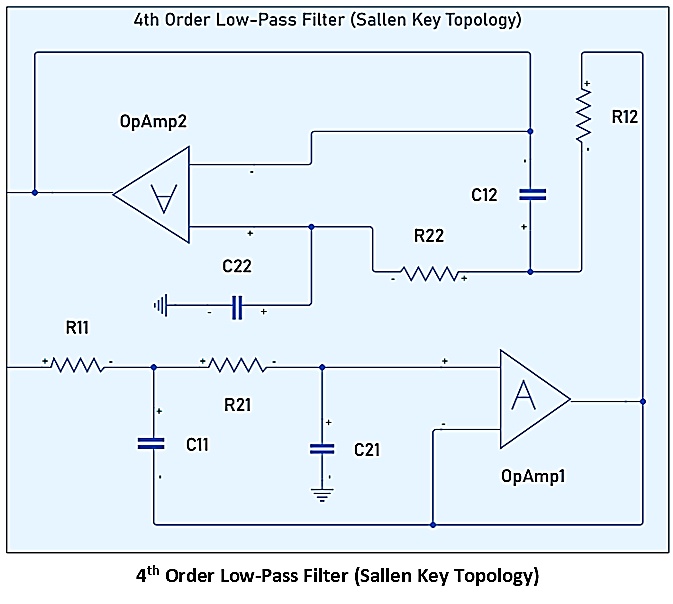 4th Order Low-Pass Filter (Sallen Key Topology)
OpAmp2
R12
C12
R22
C22
R11
R21
C11
C21
OpAmp1
A
A
+
-
+
-
-
+
-
+
-
+
+
-
+
-
+
-
+
-
+
-
4th Order Low-Pass Filter (Sallen Key Topology)